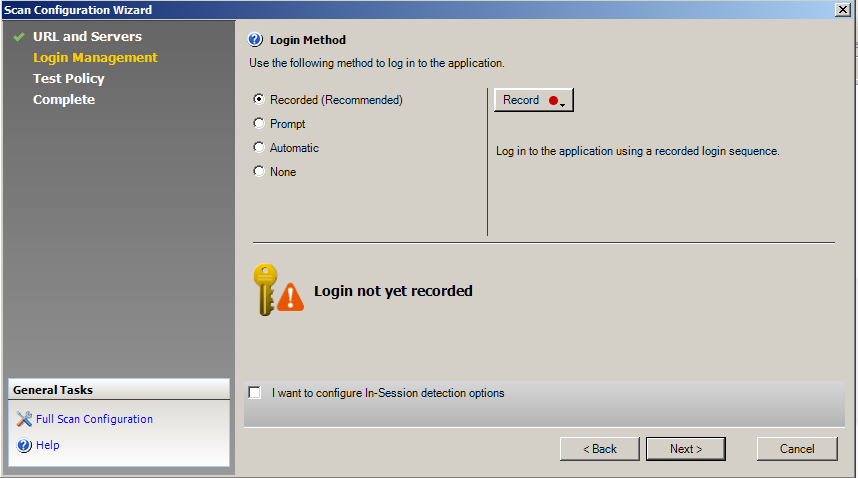 Scan Configuration Wizard
URL and Servers
Login Management
Test Policy
Complete
Login Method
Use the following method to log in to the application.
Recorded (Recommended)
Prompt
Automatic
None
Record
Log in to the application using a recorded login sequence.
Login not yet recorded
General Tasks
Full Scan Configuration
Help
I want to configure In-Session detection options
< Back
Next >
Cancel